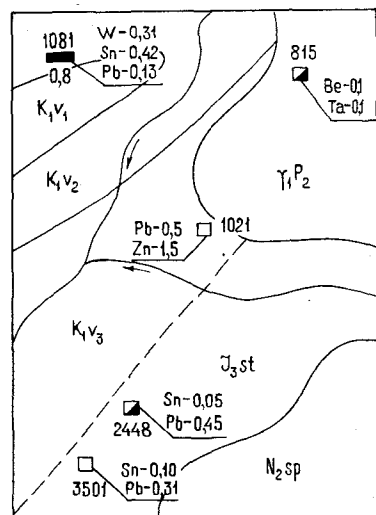 1081
W-0,31
Sn-0,42
Pb-0,13
0,8
815
Be-0,1
Ta-0,1
K₁v₁
K₁v₂
γ₁P₂
Pb-0,5
Zn-1,5
1021
K₁v₃
J₃st
Sn-0,05
Pb-0,45
2448
Sn-0,10
Pb-0,31
3501
N₂sp